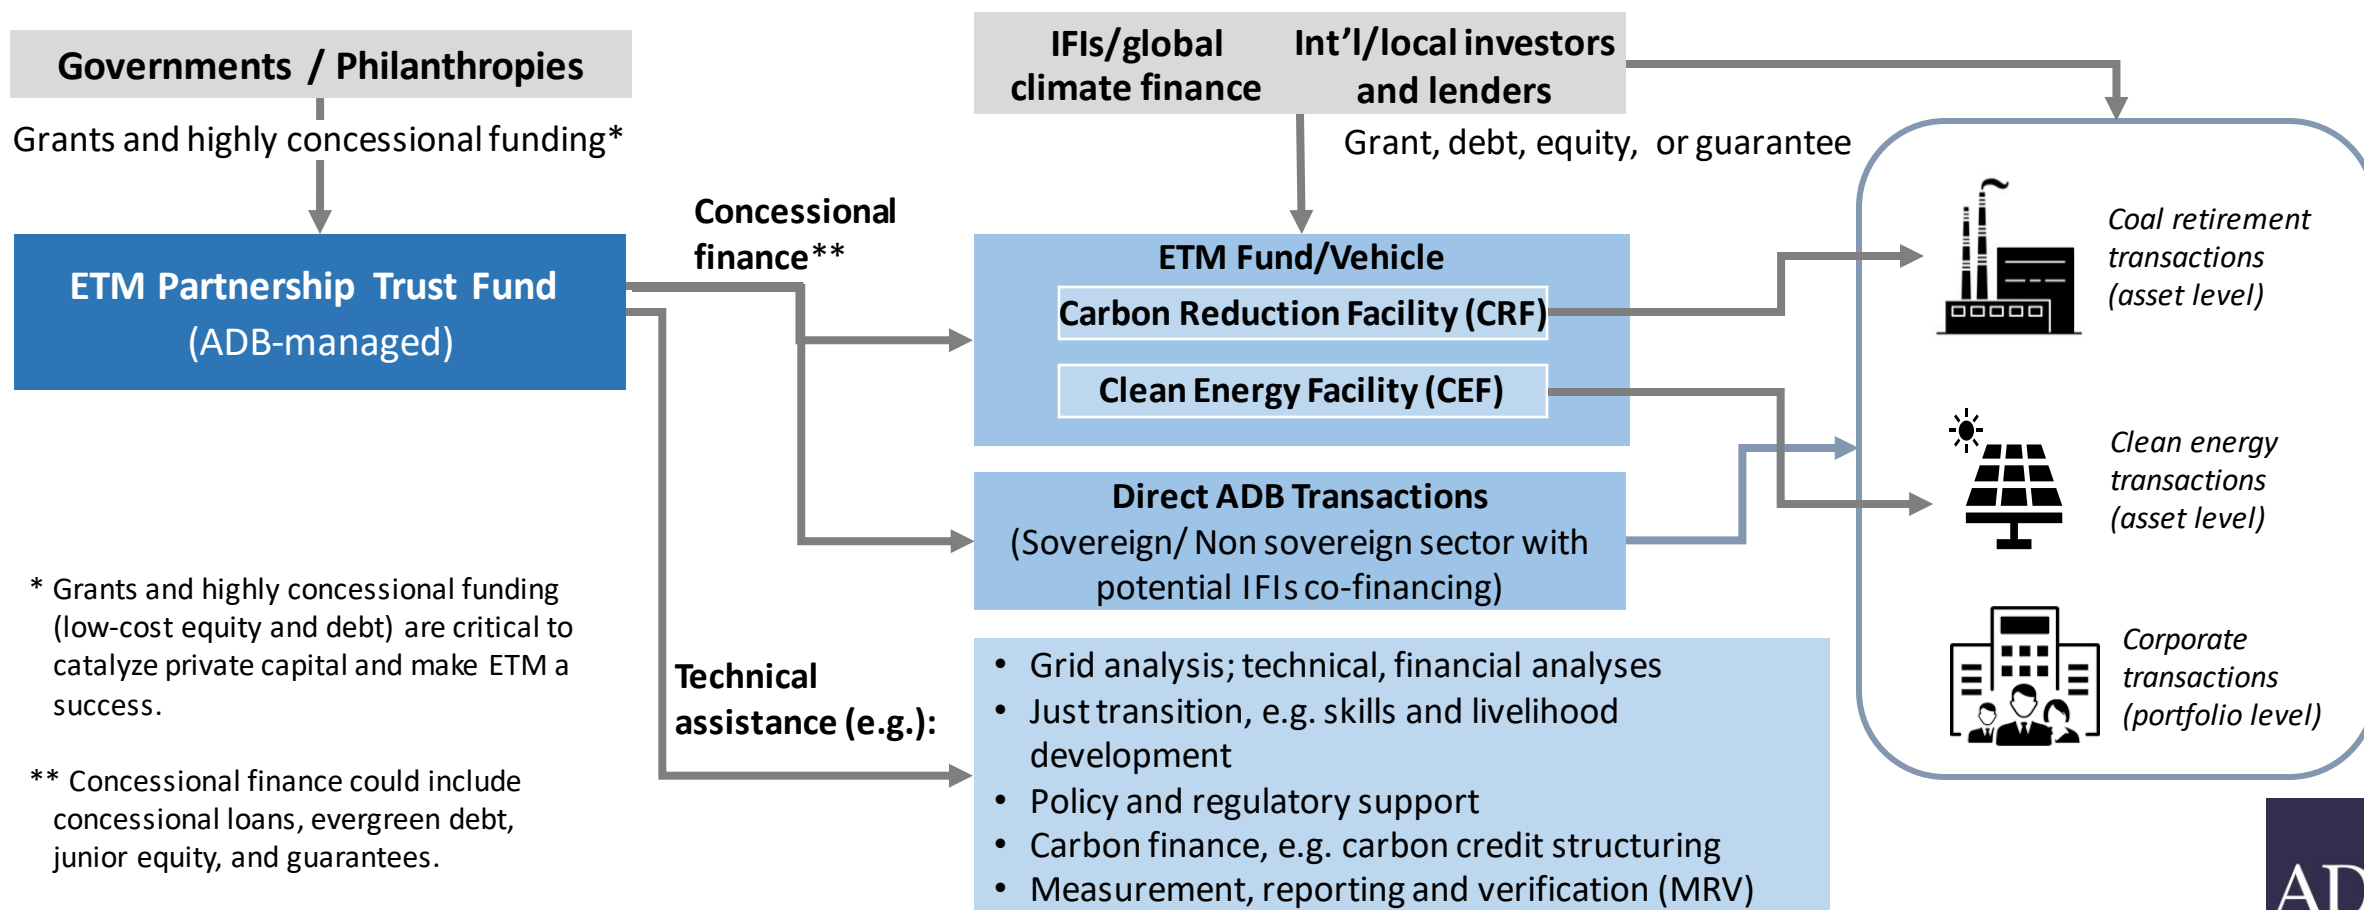 Governments / Philanthropies
Grants and highly concessional funding*
ETM Partnership Trust Fund
(ADB-managed)
IFIs/global
climate finance
Int'l/local investors
and lenders
Grant, debt, equity, or guarantee
Concessional
finance**
ETM Fund/Vehicle
Carbon Reduction Facility (CRF)
Clean Energy Facility (CEF)
Direct ADB Transactions
(Sovereign/ Non sovereign sector with
potential IFIs co-financing)
Technical
assistance (e.g.):
• Grid analysis; technical, financial analyses
• Just transition, e.g. skills and livelihood
development
• Policy and regulatory support
• Carbon finance, e.g. carbon credit structuring
• Measurement, reporting and verification (MRV)
Coal retirement
transactions
(asset level)
Clean energy
transactions
(asset level)
Corporate
transactions
(portfolio level)
* Grants and highly concessional funding
(low-cost equity and debt) are critical to
catalyze private capital and make ETM a
success.
** Concessional finance could include
concessional loans, evergreen debt,
junior equity, and guarantees.
AD